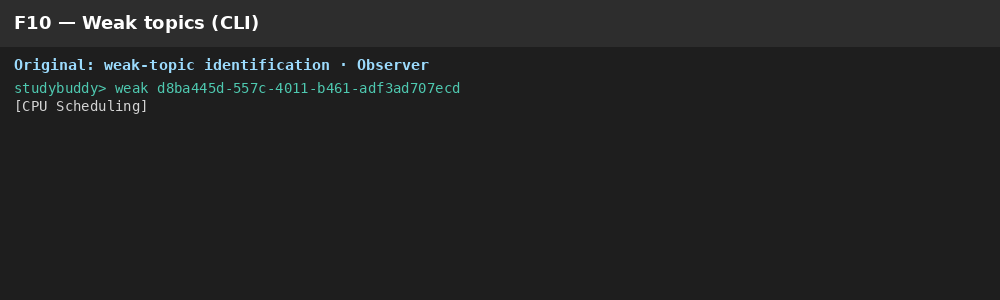 F10 — Weak topics (CLI)
Original: weak-topic identification · Observer
studybuddy> weak d8ba445d-557c-4011-b461-adf3ad707ecd
[CPU Scheduling]